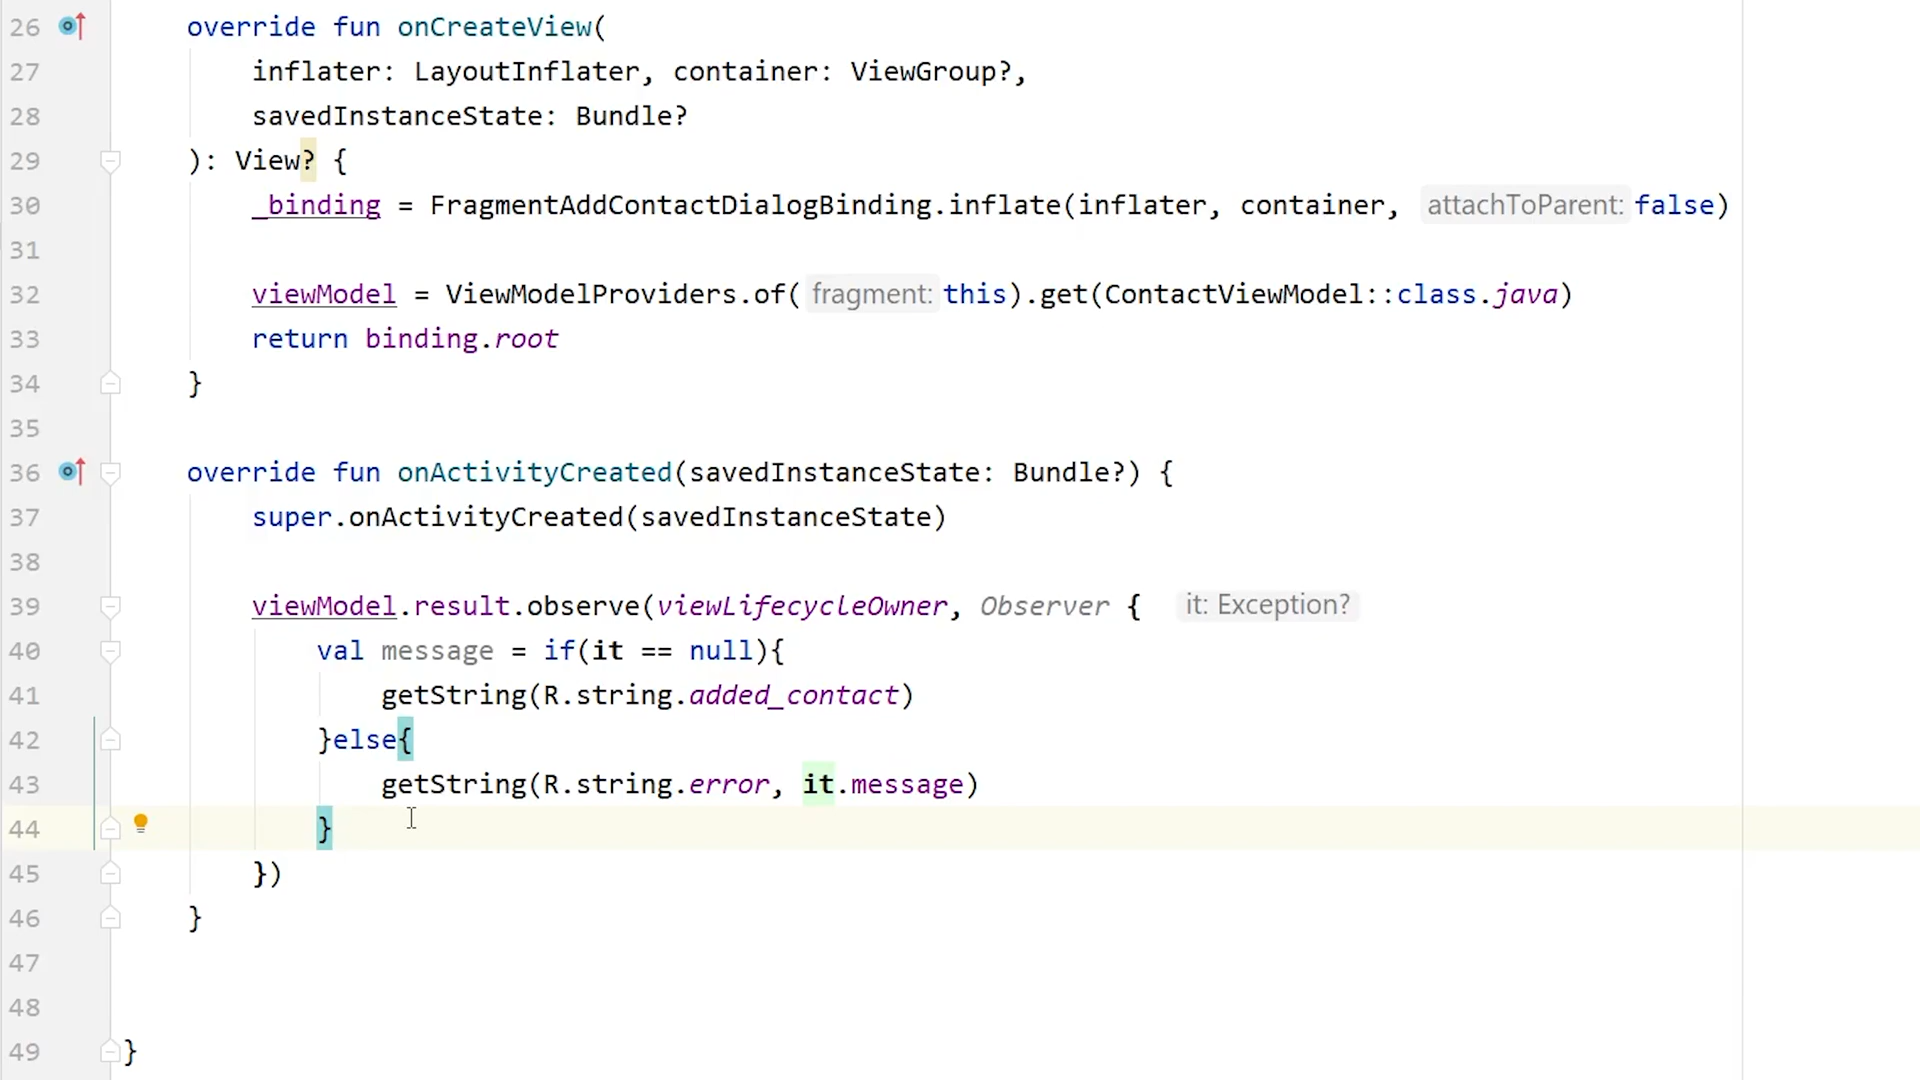 26 override fun onCreateView(
27 inflater: LayoutInflater, container: ViewGroup?,
28 savedInstanceState: Bundle?
29 ): View? {
30 _binding = FragmentAddContactDialogBinding.inflate(inflater, container, attachToParent: false)
31
32 viewModel = ViewModelProviders.of( fragment: this).get(ContactViewModel::class.java)
33 return binding.root
34 }
35
36 override fun onActivityCreated(savedInstanceState: Bundle?) {
37 super.onActivityCreated(savedInstanceState)
38
39 viewModel.result.observe(viewLifecycleOwner, Observer { it: Exception?
40 val message = if(it == null){
41 getString(R.string.added_contact)
42 }else{
43 getString(R.string.error, it.message)
44 }
45 })
46 }
47
48
49 }